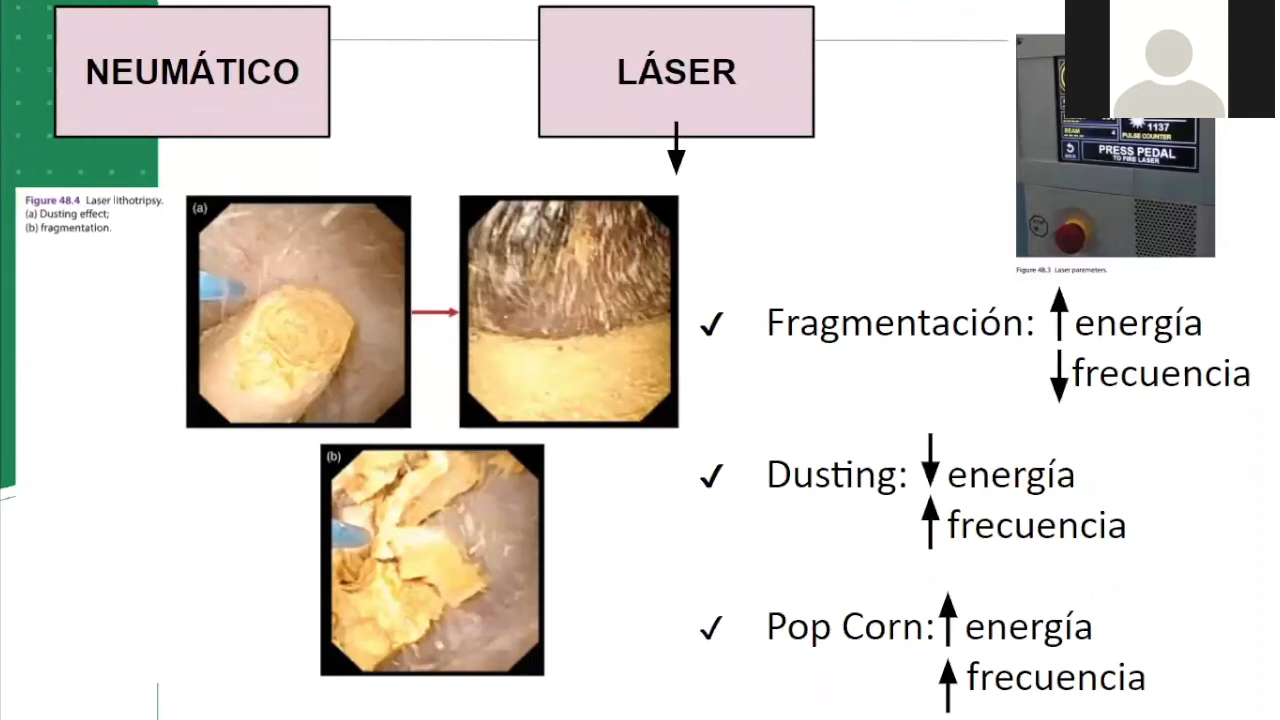 NEUMÁTICO
LÁSER
BEAM 4
1137
PULSE COUNTER
BACK
PRESS PEDAL
TO FIRE LASER
Figure 48.3 Laser parameters.
Figure 48.4 Laser lithotripsy.
(a) Dusting effect;
(b) fragmentation.
(a)
(b)
✓ Fragmentación: ↑ energía
↓ frecuencia
✓ Dusting: ↓ energía
↑ frecuencia
✓ Pop Corn: ↑ energía
↑ frecuencia